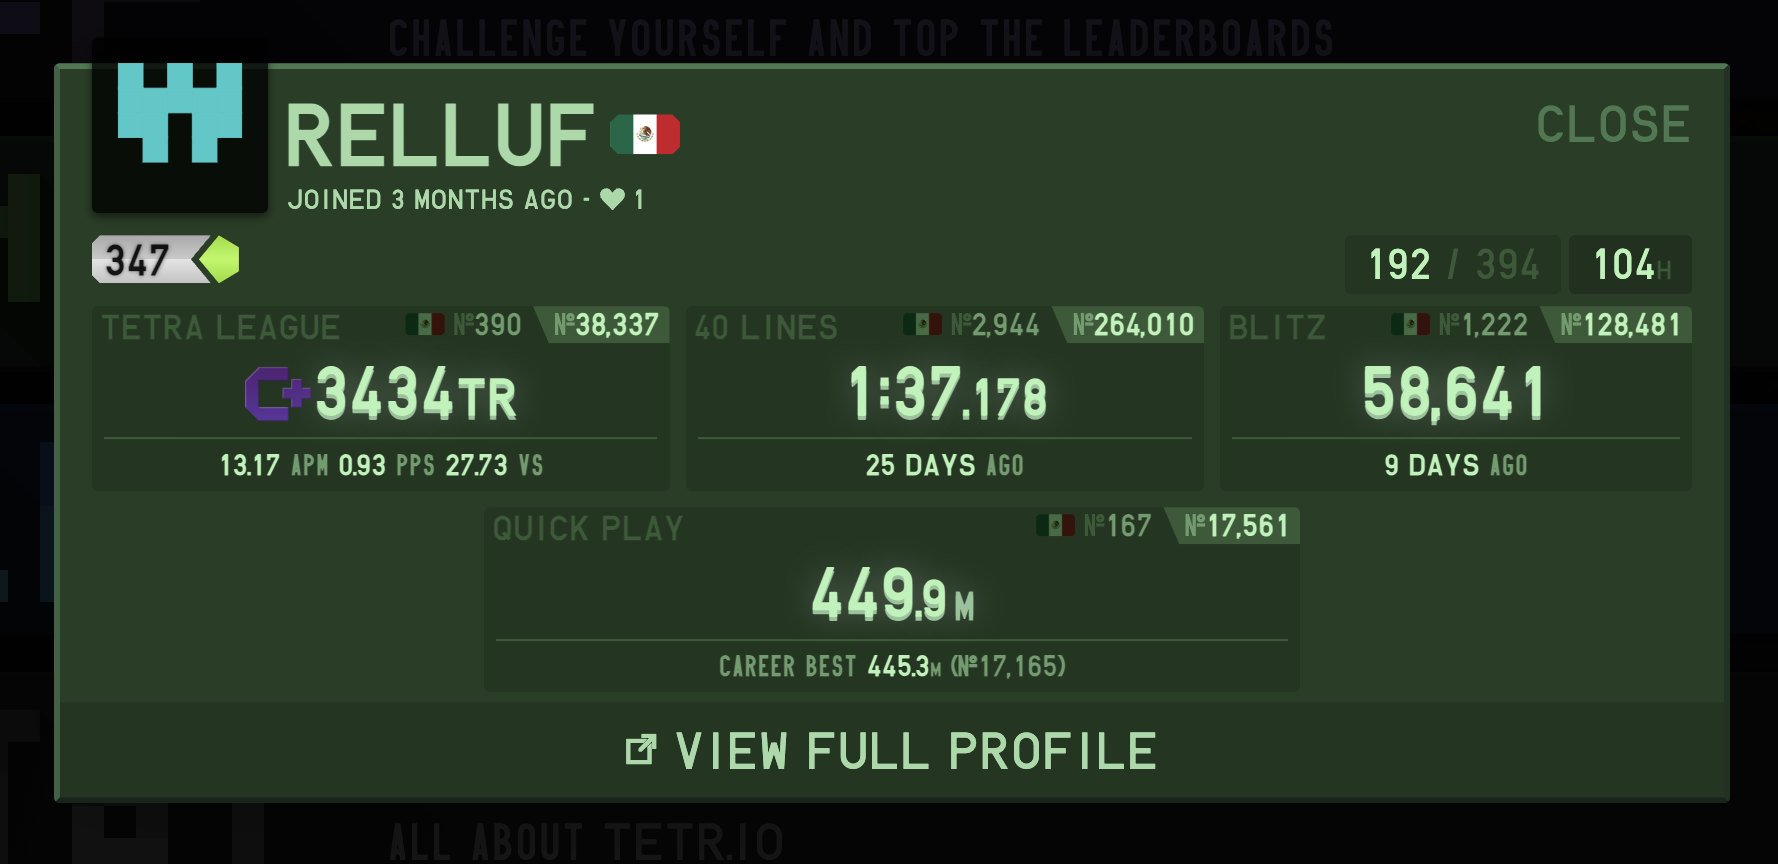 CHALLENGE YOURSELF AND TOP THE LEADERBOARDS
RELLUF
CLOSE
JOINED 3 MONTHS AGO - ♥ 1
347
192 / 394
104H
TETRA LEAGUE Nº390 Nº38,337
C+ 3434TR
13.17 APM 0.93 PPS 27.73 VS
40 LINES Nº2,944 Nº264,010
1:37.178
25 DAYS AGO
BLITZ Nº1,222 Nº128,481
58,641
9 DAYS AGO
QUICK PLAY Nº167 Nº17,561
449.9 M
CAREER BEST 445.3M (Nº17,165)
VIEW FULL PROFILE
ALL ABOUT TETR.IO